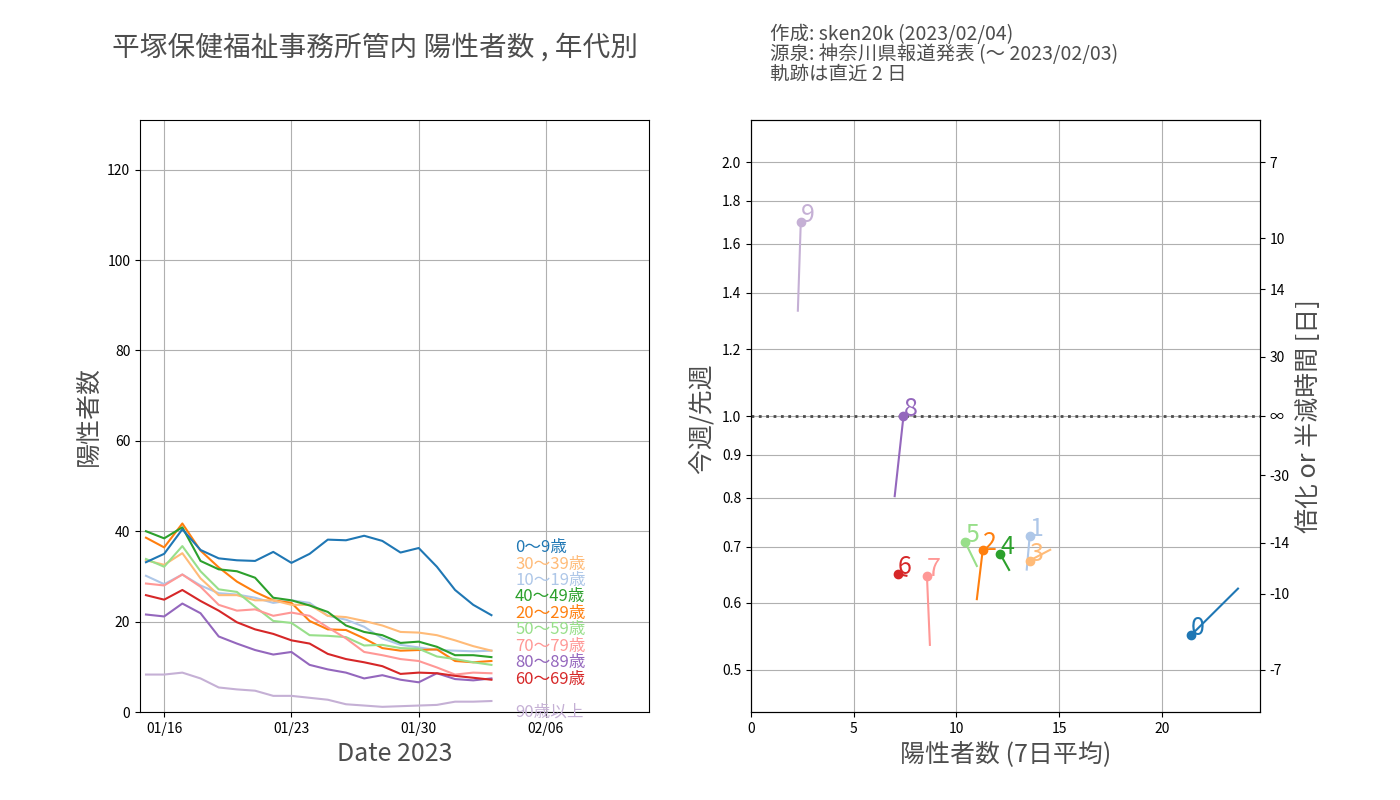 平塚保健福祉事務所管内 陽性者数 , 年代別
作成: sken20k (2023/02/04)
源泉: 神奈川県報道発表 (〜 2023/02/03)
軌跡は直近 2 日
陽性者数
120
100
80
60
40
20
0
01/16
01/23
01/30
02/06
Date 2023
0〜9歳
30〜39歳
10〜19歳
40〜49歳
20〜29歳
50〜59歳
70〜79歳
80〜89歳
60〜69歳
90歳以上
今週/先週
2.0
1.8
1.6
1.4
1.2
1.0
0.9
0.8
0.7
0.6
0.5
9
8
1
5
2
4
3
6
7
0
0
5
10
15
20
陽性者数 (7日平均)
7
10
14
30
∞
-30
-14
-10
-7
倍化 or 半減時間 [日]